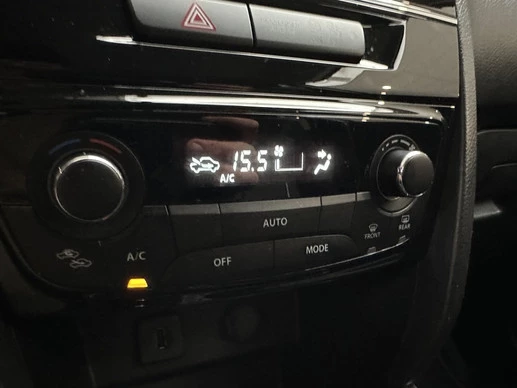 15.5
A/C
AUTO
A/C
OFF
MODE
FRONT
REAR